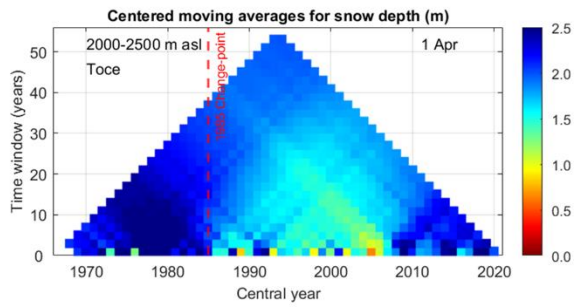 Centered moving averages for snow depth (m)
2000-2500 m asl
1 Apr
Toce
1985 Change-point
Time window (years)
50
40
30
20
10
0
1970
1980
1990
2000
2010
2020
Central year
2.5
2.0
1.5
1.0
0.5
0.0